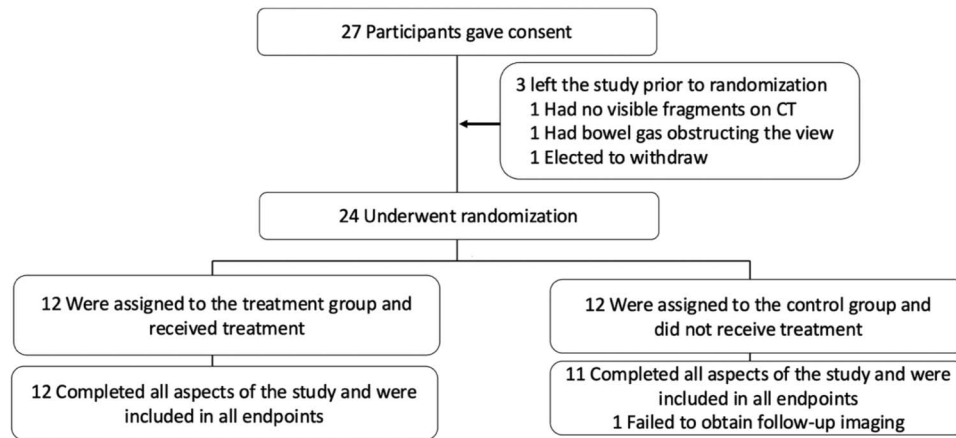 27 Participants gave consent
3 left the study prior to randomization
1 Had no visible fragments on CT
1 Had bowel gas obstructing the view
1 Elected to withdraw
24 Underwent randomization
12 Were assigned to the treatment group and
received treatment
12 Were assigned to the control group and
did not receive treatment
12 Completed all aspects of the study and were
included in all endpoints
11 Completed all aspects of the study and were
included in all endpoints
1 Failed to obtain follow-up imaging